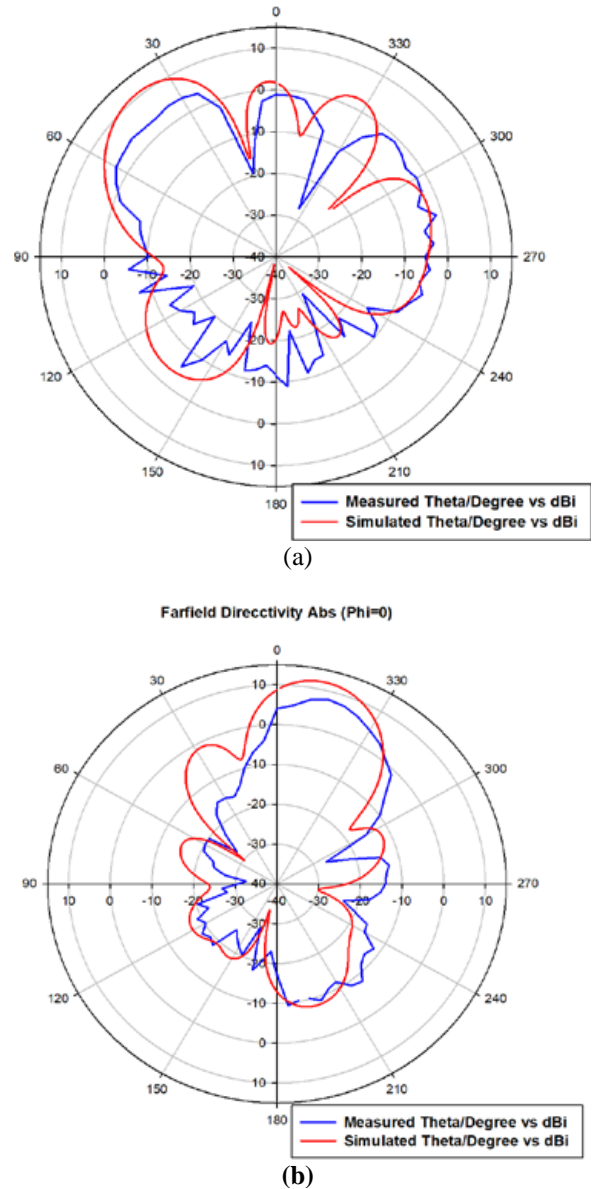 0
30 10 330
0
60 -10 300
-20
-30
90 -40 270
10 0 -10 -20 -30 -40 -30 -20 -10 0 10
-30
-20
120 -10 240
0
150 10 210
180
Measured Theta/Degree vs dBi
Simulated Theta/Degree vs dBi
(a)
Farfield Direcctivity Abs (Phi=0)
0
30 10 330
0
60 -10 300
-20
-30
90 -40 270
10 0 -10 -20 -30 -40 -30 -20 -10 0 10
-30
-20
120 -10 240
0
150 10 210
180
Measured Theta/Degree vs dBi
Simulated Theta/Degree vs dBi
(b)